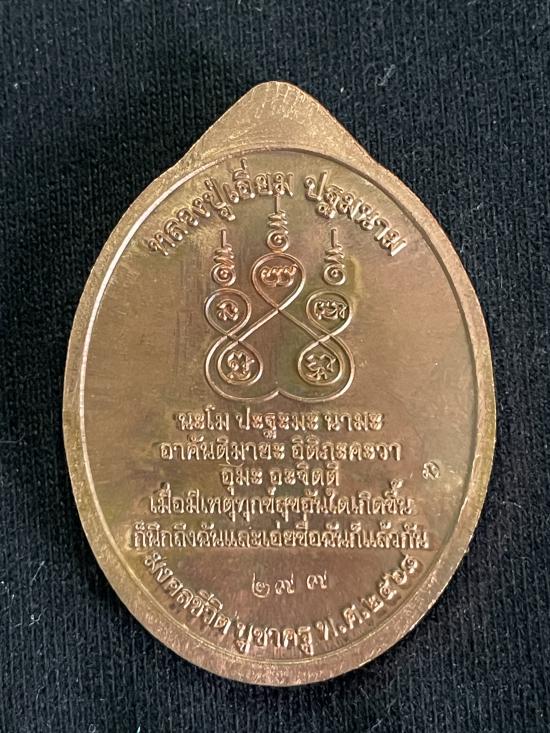 หลวงปู่เอี่ยม ปฐมนาม
นะโม ปะฐะมะ นามะ
อาคันติมายะ อิติภะคะวา
อุมะ อะจิตติ
เมื่อมีเหตุทุกข์สุขอันใดเกิดขึ้น
ก็นึกถึงฉันและเอ่ยชื่อฉันก็แล้วกัน
๒๙๗
มงคลชีวิต บูชาครู พ.ศ.๒๕๖๘